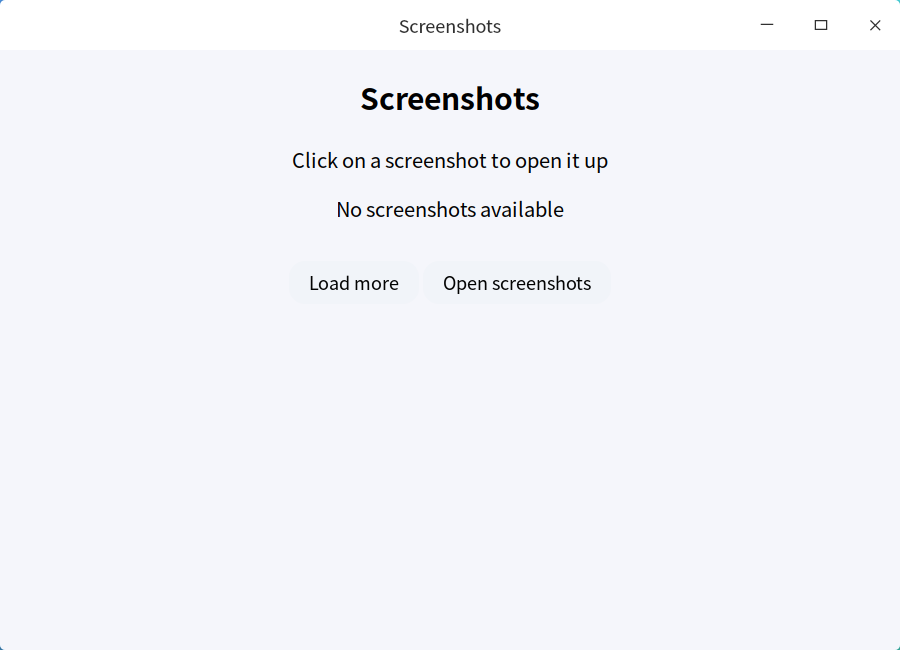 Screenshots
Screenshots
Click on a screenshot to open it up
No screenshots available
Load more Open screenshots